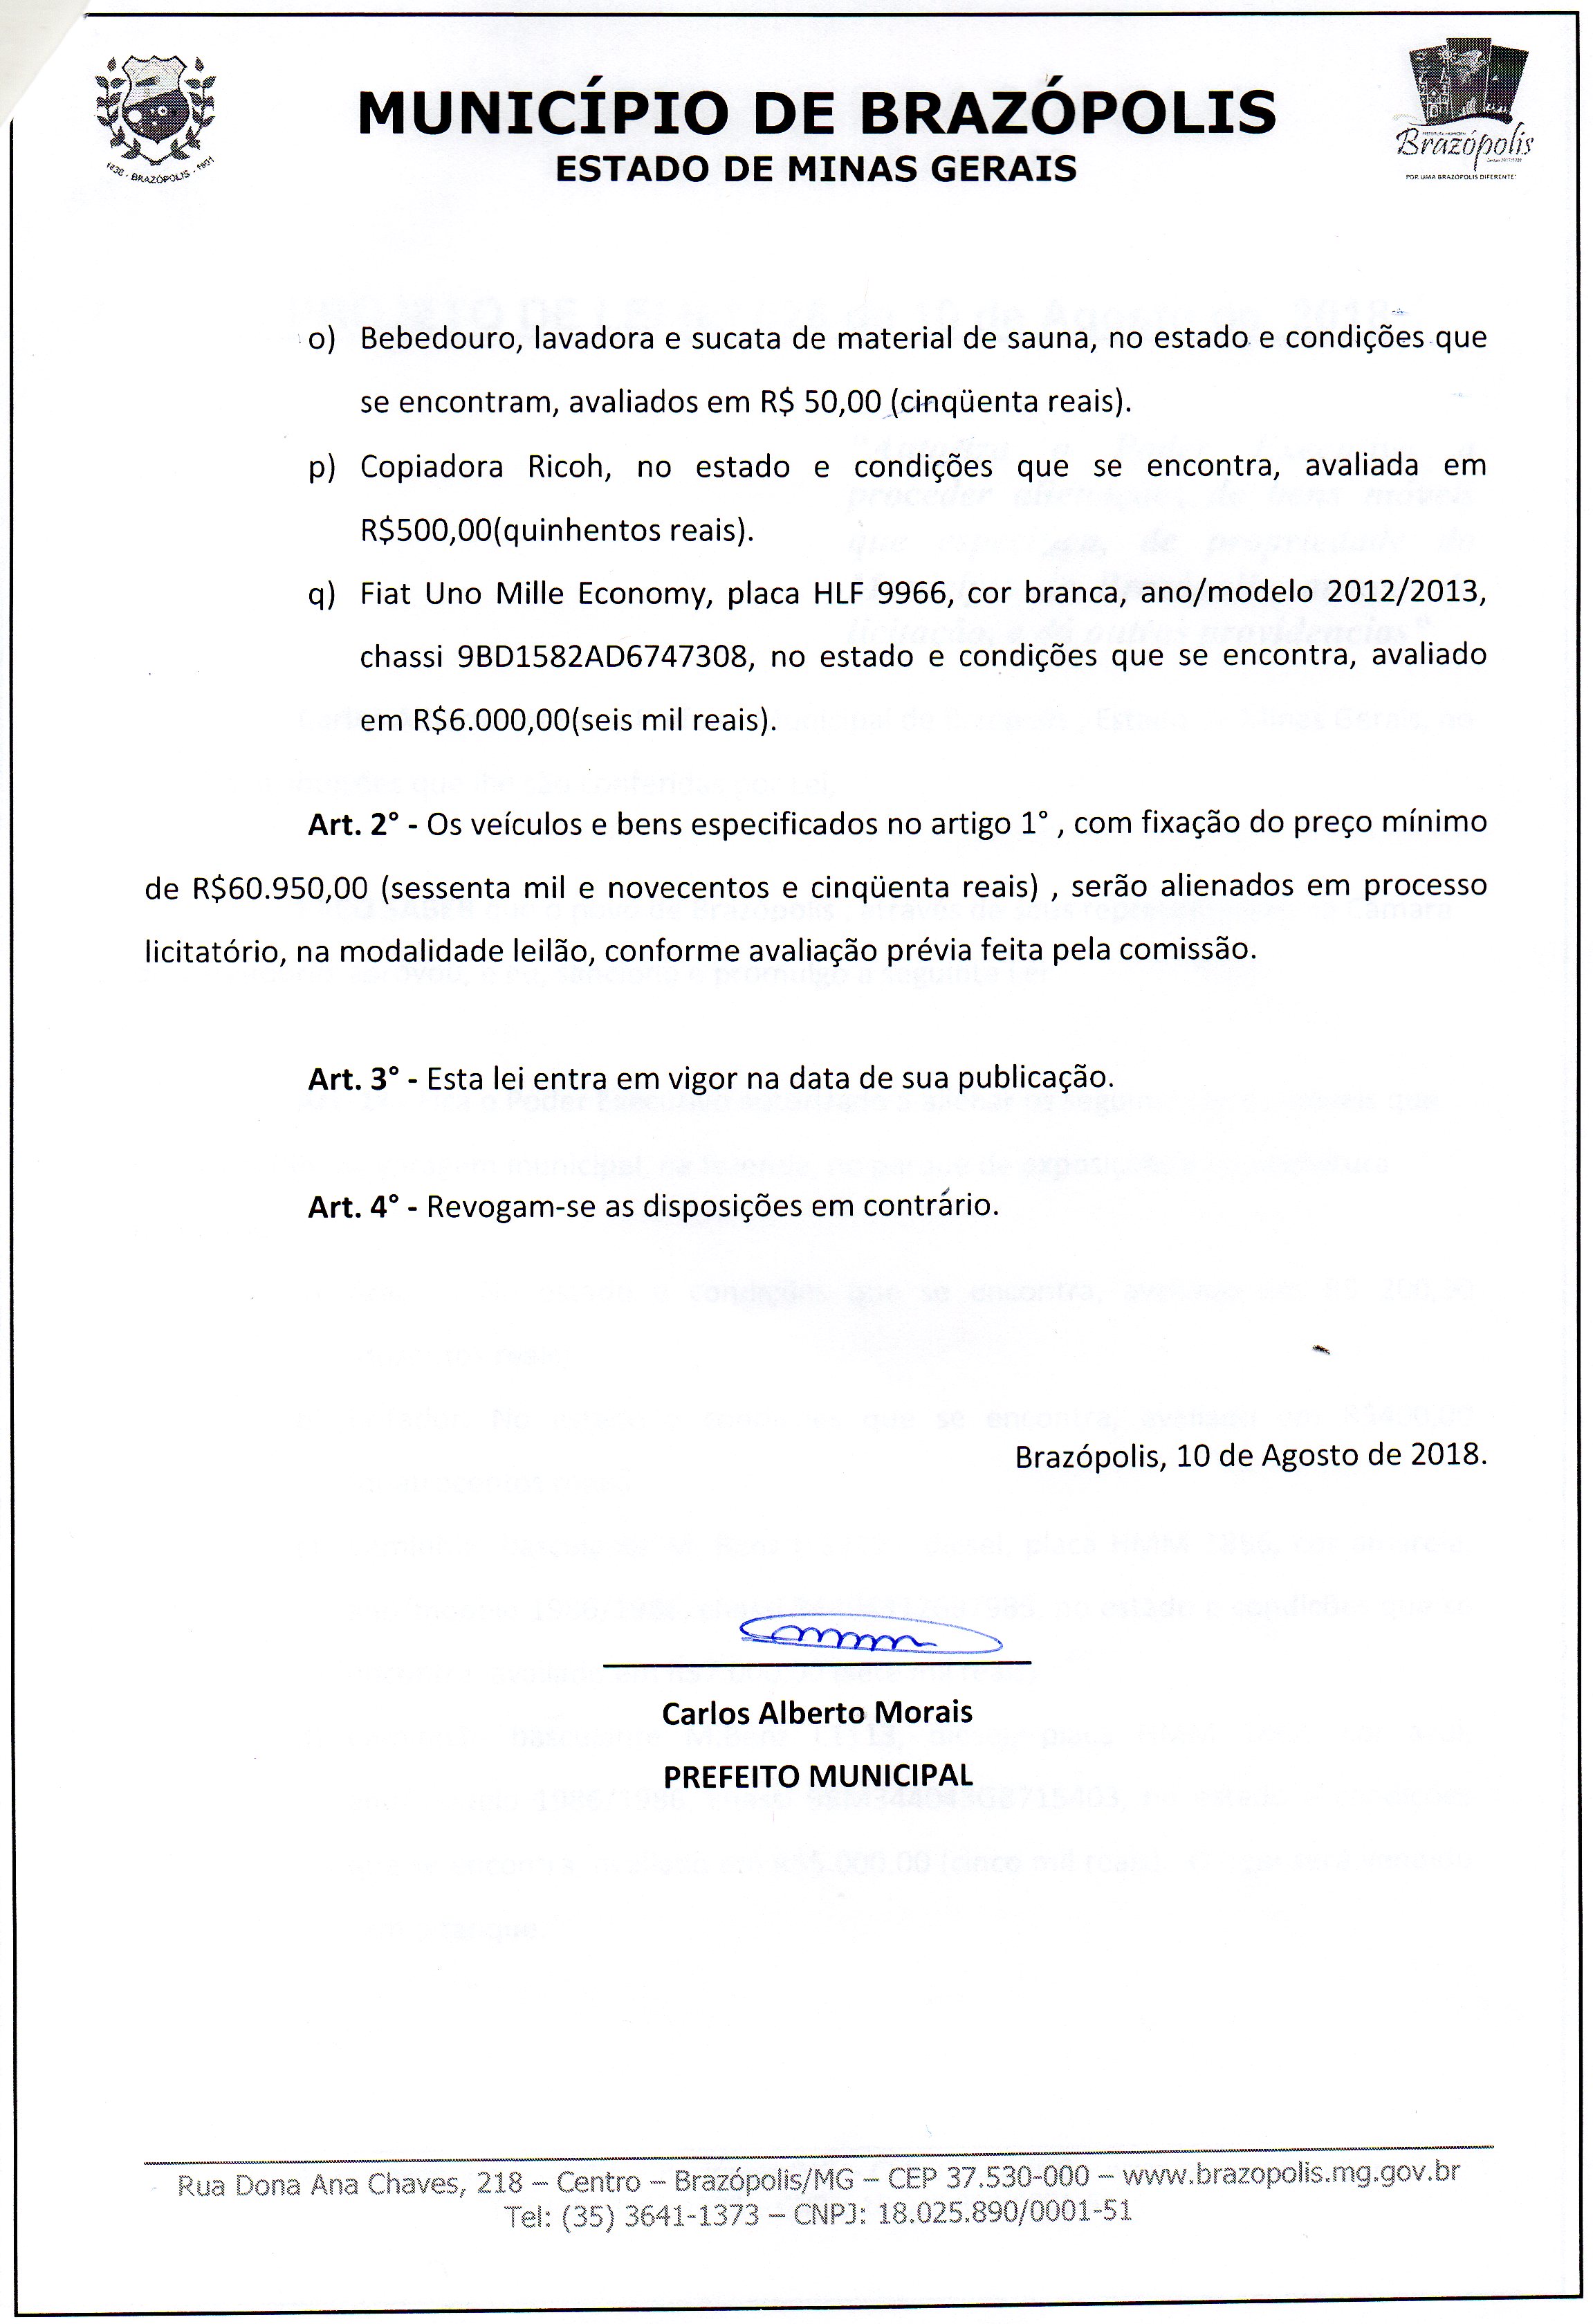 MUNICÍPIO DE BRAZÓPOLIS
ESTADO DE MINAS GERAIS
1838 - BRAZÓPOLIS - 1901
Brazópolis
POR UMA BRAZÓPOLIS DIFERENTE!
o) Bebedouro, lavadora e sucata de material de sauna, no estado e condições que
se encontram, avaliados em R$ 50,00 (cinqüenta reais).
p) Copiadora Ricoh, no estado e condições que se encontra, avaliada em
R$500,00(quinhentos reais).
q) Fiat Uno Mille Economy, placa HLF 9966, cor branca, ano/modelo 2012/2013,
chassi 9BD1582AD6747308, no estado e condições que se encontra, avaliado
em R$6.000,00(seis mil reais).
Art. 2° - Os veículos e bens especificados no artigo 1° , com fixação do preço mínimo
de R$60.950,00 (sessenta mil e novecentos e cinqüenta reais) , serão alienados em processo
licitatório, na modalidade leilão, conforme avaliação prévia feita pela comissão.
Art. 3° - Esta lei entra em vigor na data de sua publicação.
Art. 4° - Revogam-se as disposições em contrário.
Brazópolis, 10 de Agosto de 2018.
Carlos Alberto Morais
PREFEITO MUNICIPAL
Rua Dona Ana Chaves, 218 – Centro – Brazópolis/MG – CEP 37.530-000 – www.brazopolis.mg.gov.br
Tel: (35) 3641-1373 – CNPJ: 18.025.890/0001-51